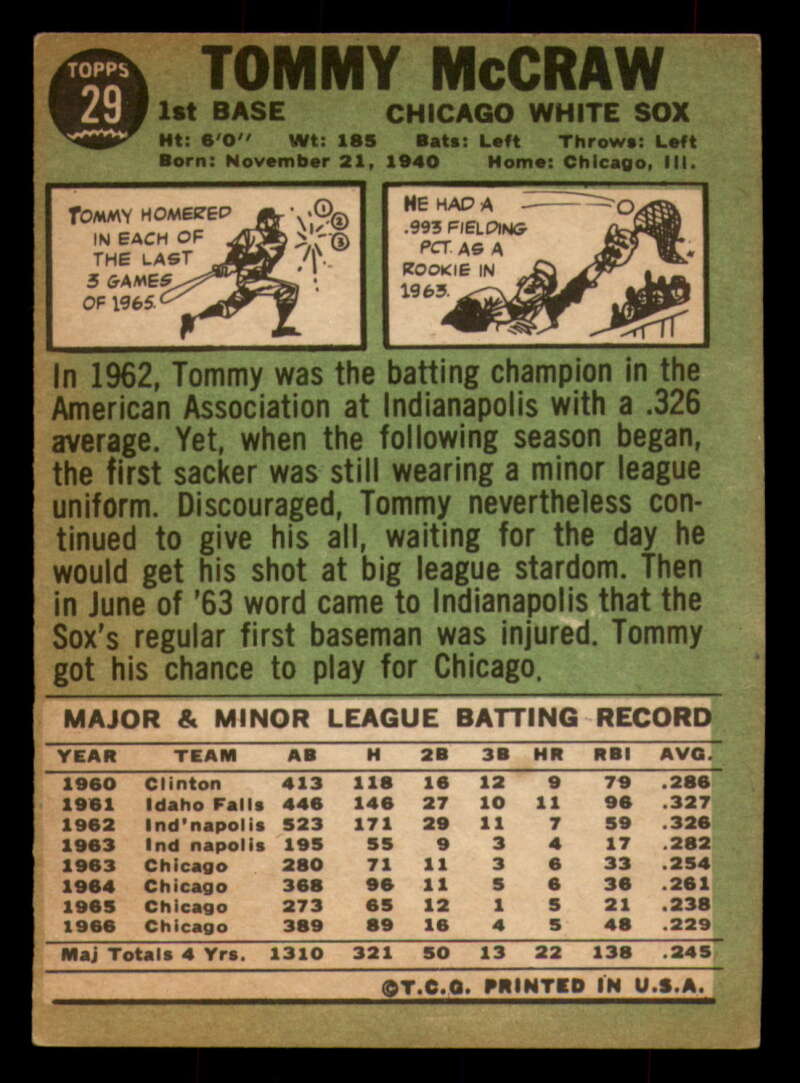 TOPPS
29
TOMMY McCRAW
1st BASE CHICAGO WHITE SOX
Ht: 6'0" Wt: 185 Bats: Left Throws: Left
Born: November 21, 1940 Home: Chicago, Ill.
TOMMY HOMERED
IN EACH OF
THE LAST
3 GAMES
OF 1965.
1
2
3
HE HAD A
.993 FIELDING
PCT. AS A
ROOKIE IN
1963.
In 1962, Tommy was the batting champion in the
American Association at Indianapolis with a .326
average. Yet, when the following season began,
the first sacker was still wearing a minor league
uniform. Discouraged, Tommy nevertheless con-
tinued to give his all, waiting for the day he
would get his shot at big league stardom. Then
in June of '63 word came to Indianapolis that the
Sox's regular first baseman was injured. Tommy
got his chance to play for Chicago.
MAJOR & MINOR LEAGUE BATTING RECORD
YEAR TEAM AB H 2B 3B HR RBI AVG.
1960 Clinton 413 118 16 12 9 79 .286
1961 Idaho Falls 446 146 27 10 11 96 .327
1962 Ind'napolis 523 171 29 11 7 59 .326
1963 Ind napolis 195 55 9 3 4 17 .282
1963 Chicago 280 71 11 3 6 33 .254
1964 Chicago 368 96 11 5 6 36 .261
1965 Chicago 273 65 12 1 5 21 .238
1966 Chicago 389 89 16 4 5 48 .229
Maj Totals 4 Yrs. 1310 321 50 13 22 138 .245
©T.C.G. PRINTED IN U.S.A.